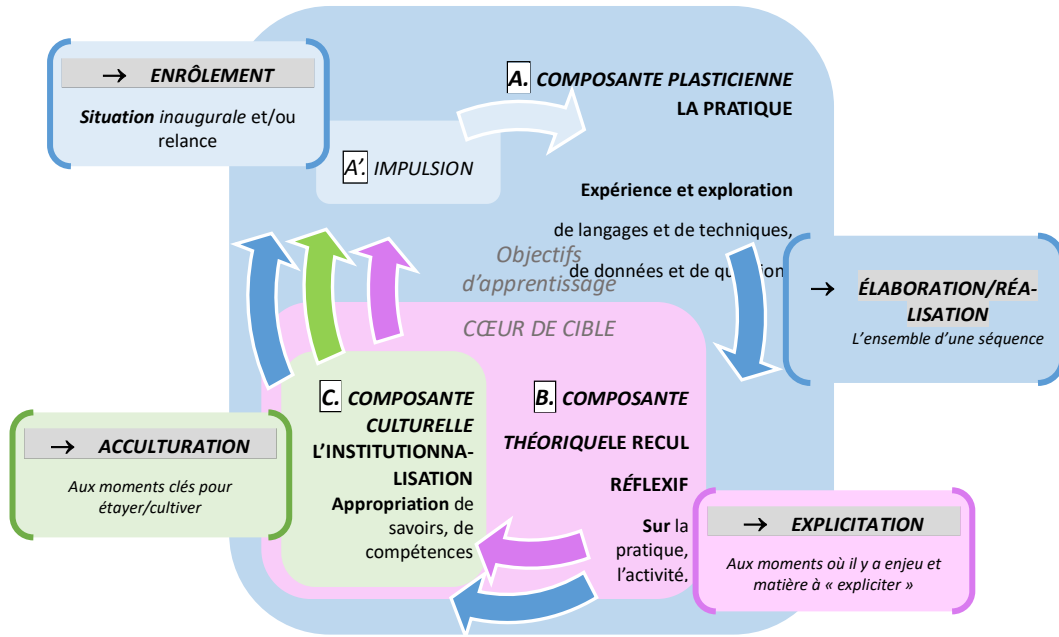 → ENRÔLEMENT
Situation inaugurale et/ou
relance
A. COMPOSANTE PLASTICIENNE
LA PRATIQUE
A'. IMPULSION
Expérience et exploration
de langages et de techniques,
de données et de
Objectifs
d'apprentissage
→ ÉLABORATION/RÉA-
LISATION
L'ensemble d'une séquence
CŒUR DE CIBLE
C. COMPOSANTE
CULTURELLE
L'INSTITUTIONNA-
LISATION
Appropriation de
savoirs, de
compétences
B. COMPOSANTE
THÉORIQUELE RECUL
RÉFLEXIF
Sur la
pratique,
l'activité,
→ ACCULTURATION
Aux moments clés pour
étayer/cultiver
→ EXPLICITATION
Aux moments où il y a enjeu et
matière à « expliciter »